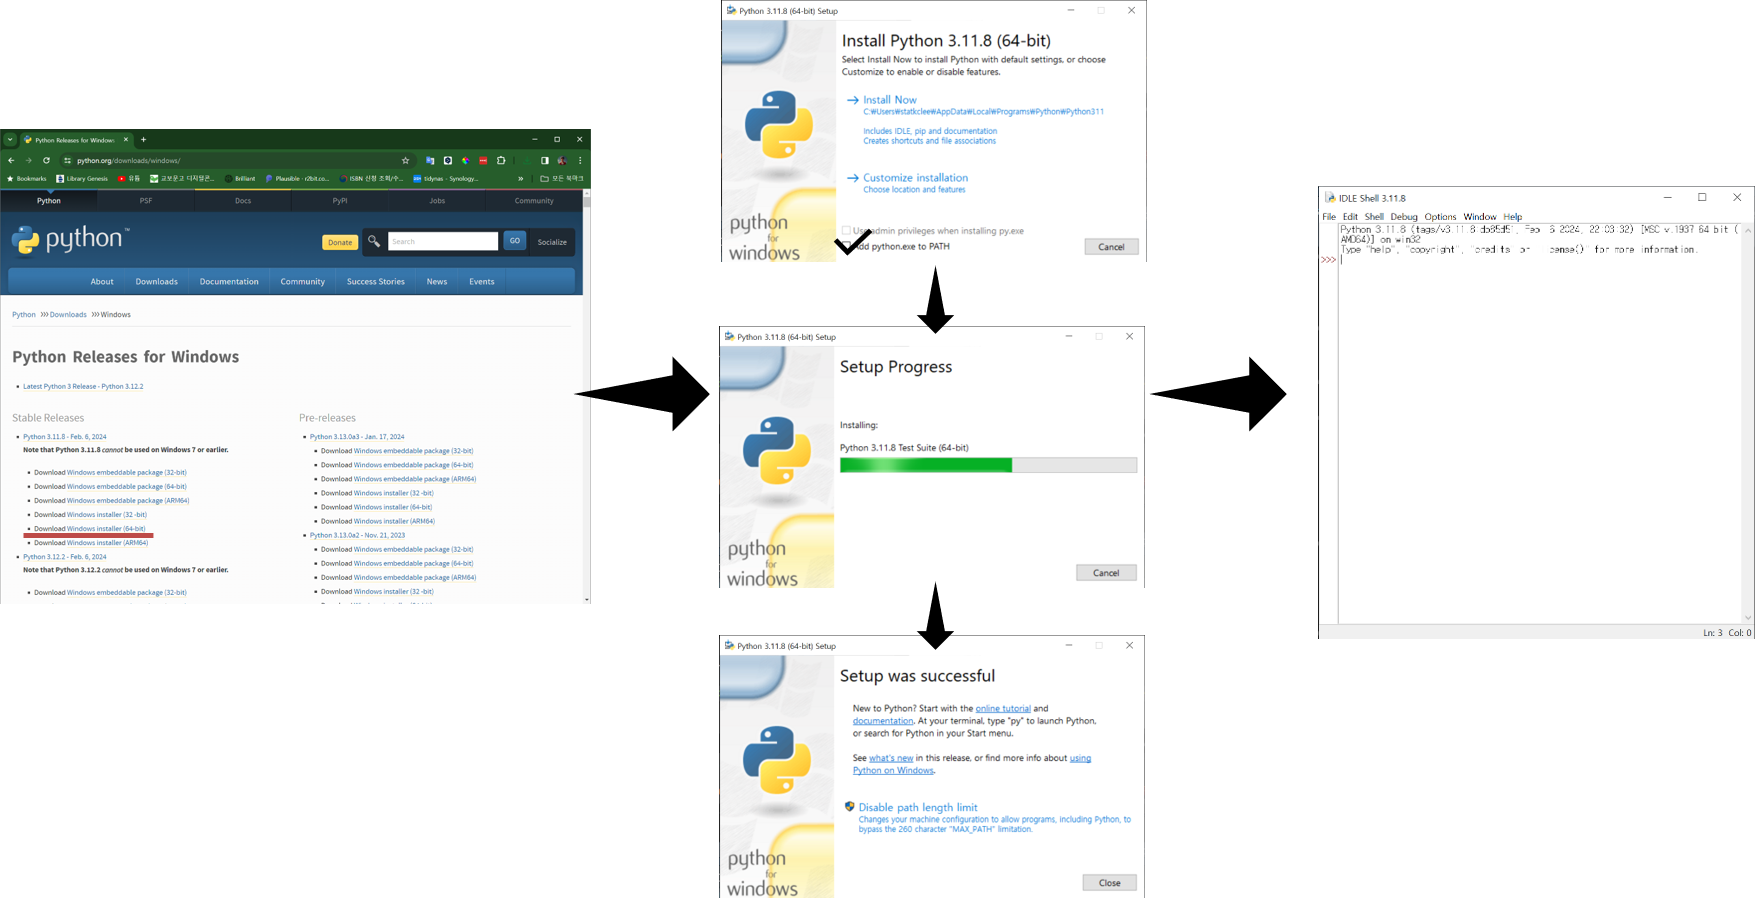 Python Releases for Windows
python.org/downloads/windows/
Bookmarks
Library Genesis
유튭
교보문고 디지털곤...
Brilliant
Plausible · r2bit.co...
ISBN 신청 조회/수...
tidynas - Synology...
모든 북마크
Python
PSF
Docs
PyPI
Jobs
Community
python™
Donate
Search
GO
Socialize
About
Downloads
Documentation
Community
Success Stories
News
Events
Python >>> Downloads >>> Windows
Python Releases for Windows
Latest Python 3 Release - Python 3.12.2
Stable Releases
Python 3.11.8 - Feb. 6, 2024
Note that Python 3.11.8 cannot be used on Windows 7 or earlier.
Download Windows embeddable package (32-bit)
Download Windows embeddable package (64-bit)
Download Windows embeddable package (ARM64)
Download Windows installer (32 -bit)
Download Windows installer (64-bit)
Download Windows installer (ARM64)
Python 3.12.2 - Feb. 6, 2024
Note that Python 3.12.2 cannot be used on Windows 7 or earlier.
Download Windows embeddable package (32-bit)
Pre-releases
Python 3.13.0a3 - Jan. 17, 2024
Download Windows embeddable package (32-bit)
Download Windows embeddable package (64-bit)
Download Windows embeddable package (ARM64)
Download Windows installer (32 -bit)
Download Windows installer (64-bit)
Download Windows installer (ARM64)
Python 3.13.0a2 - Nov. 21, 2023
Download Windows embeddable package (32-bit)
Download Windows embeddable package (64-bit)
Download Windows embeddable package (ARM64)
Download Windows installer (32 -bit)
Python 3.11.8 (64-bit) Setup
Install Python 3.11.8 (64-bit)
Select Install Now to install Python with default settings, or choose
Customize to enable or disable features.
Install Now
C:₩Users₩statkclee₩AppData₩Local₩Programs₩Python₩Python311
Includes IDLE, pip and documentation
Creates shortcuts and file associations
Customize installation
Choose location and features
Use admin privileges when installing py.exe
Add python.exe to PATH
Cancel
python
for
windows
Python 3.11.8 (64-bit) Setup
Setup Progress
Installing:
Python 3.11.8 Test Suite (64-bit)
Cancel
python
for
windows
Python 3.11.8 (64-bit) Setup
Setup was successful
New to Python? Start with the online tutorial and
documentation. At your terminal, type "py" to launch Python,
or search for Python in your Start menu.
See what's new in this release, or find more info about using
Python on Windows.
Disable path length limit
Changes your machine configuration to allow programs, including Python, to
bypass the 260 character "MAX_PATH" limitation.
Close
python
for
windows
IDLE Shell 3.11.8
File Edit Shell Debug Options Window Help
Python 3.11.8 (tags/v3.11.8:db85d51, Feb 6 2024, 22:03:32) [MSC v.1937 64 bit (
AMD64)] on win32
Type "help", "copyright", "credits" or ense()" for more information.
>>>
Ln: 3 Col: 0